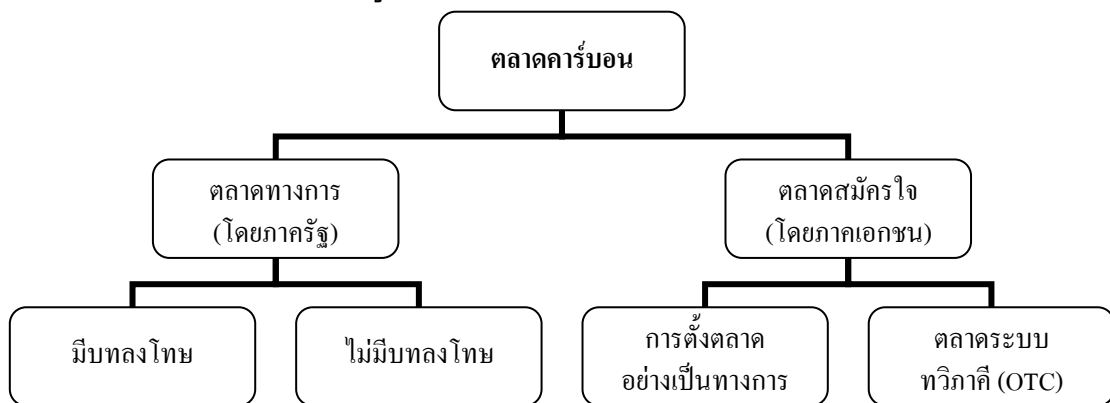 ตลาดคาร์บอน
ตลาดทางการ
(โดยภาครัฐ)
ตลาดสมัครใจ
(โดยภาคเอกชน)
มีบทลงโทษ
ไม่มีบทลงโทษ
การตั้งตลาด
อย่างเป็นทางการ
ตลาดระบบ
ทวิภาคี (OTC)